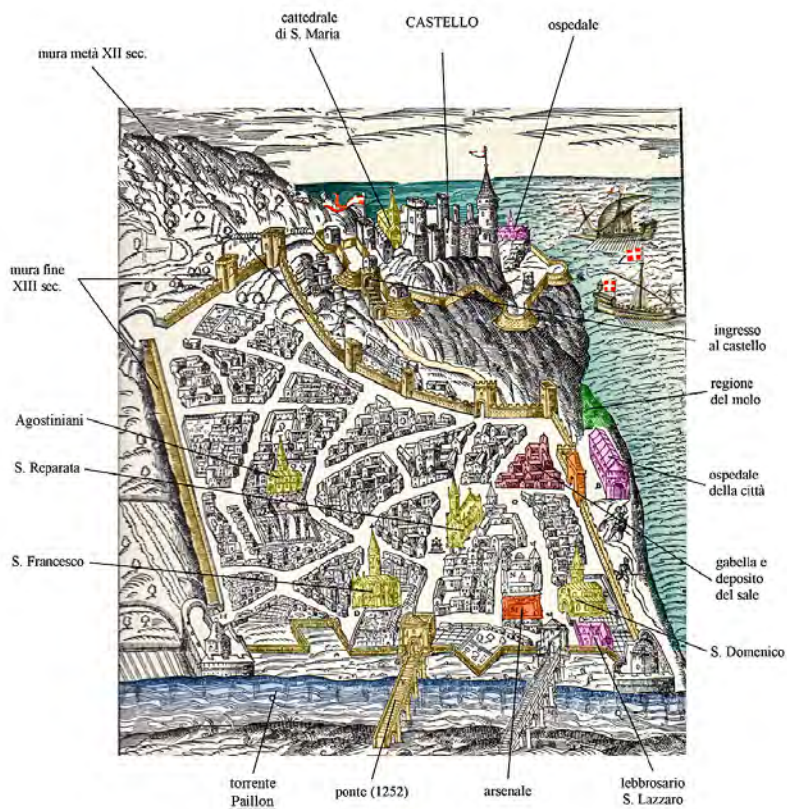 cattedrale
di S. Maria
CASTELLO
ospedale
mura metà XII sec.
mura fine
XIII sec.
ingresso
al castello
regione
del molo
Agostiniani
S. Reparata
ospedale
della città
S. Francesco
gabella e
deposito
del sale
S. Domenico
torrente
Paillon
ponte (1252)
arsenale
lebbrosario
S. Lazzaro